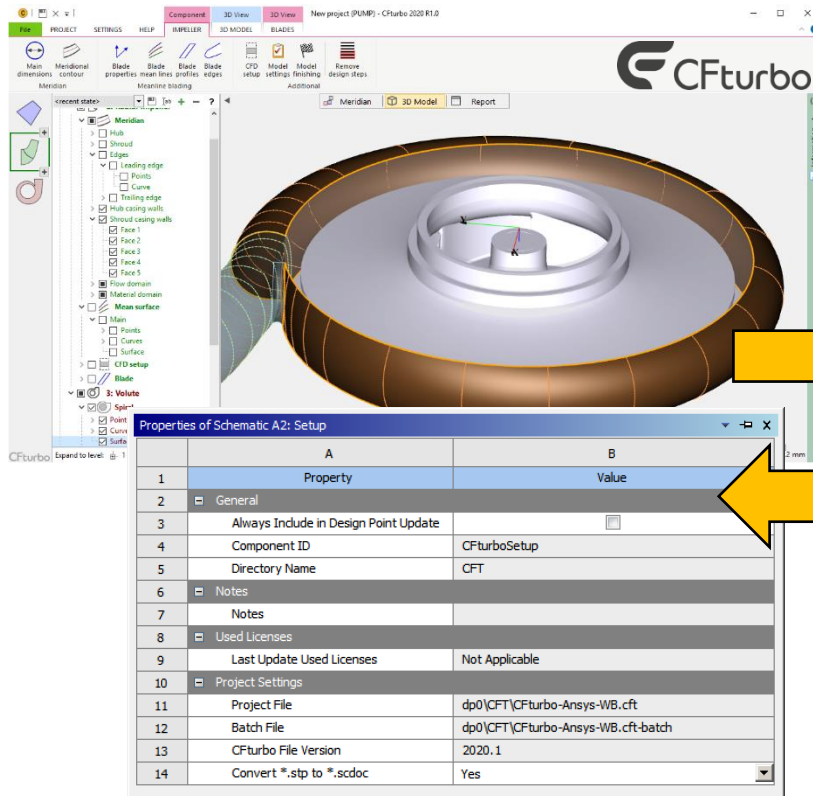 Component 3D View 3D View New project (PUMP) - CFturbo 2020 R1.0
File PROJECT SETTINGS HELP IMPELLER 3D MODEL BLADES
Main dimensions
Meridional contour
Blade properties
Blade mean lines
Blade profiles
Blade edges
CFD setup
Model settings
Model finishing
Remove design steps
Meridian Meanline blading Additional
CFturbo
<recent state>
Meridian 3D Model Report
Meridian
Hub
Shroud
Edges
Leading edge
Points
Curve
Trailing edge
Hub casing walls
Shroud casing walls
Face 1
Face 2
Face 3
Face 4
Face 5
Flow domain
Material domain
Mean surface
Main
Points
Curves
Surface
CFD setup
Blade
3: Volute
CFturbo Expand to level: 1
2 mm
Properties of Schematic A2: Setup
A B
1 Property Value
2 General
3 Always Include in Design Point Update
4 Component ID CFturboSetup
5 Directory Name CFT
6 Notes
7 Notes
8 Used Licenses
9 Last Update Used Licenses Not Applicable
10 Project Settings
11 Project File dp0\CFT\CFturbo-Ansys-WB.cft
12 Batch File dp0\CFT\CFturbo-Ansys-WB.cft-batch
13 CFturbo File Version 2020.1
14 Convert *.stp to *.scdoc Yes